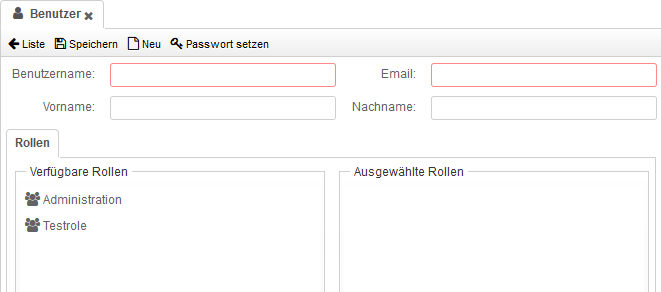 Benutzer
Liste Speichern Neu Passwort setzen
Benutzername: Email:
Vorname: Nachname:
Rollen
Verfügbare Rollen Ausgewählte Rollen
Administration
Testrole